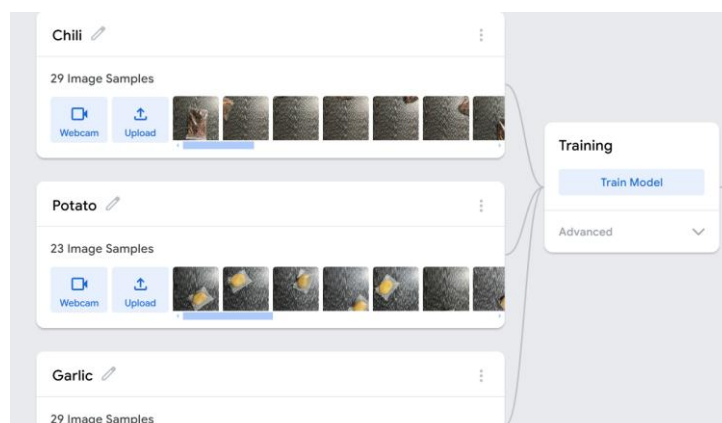 Chili
29 Image Samples
Webcam
Upload
Training
Train Model
Advanced
Potato
23 Image Samples
Webcam
Upload
Garlic
29 Image Samples